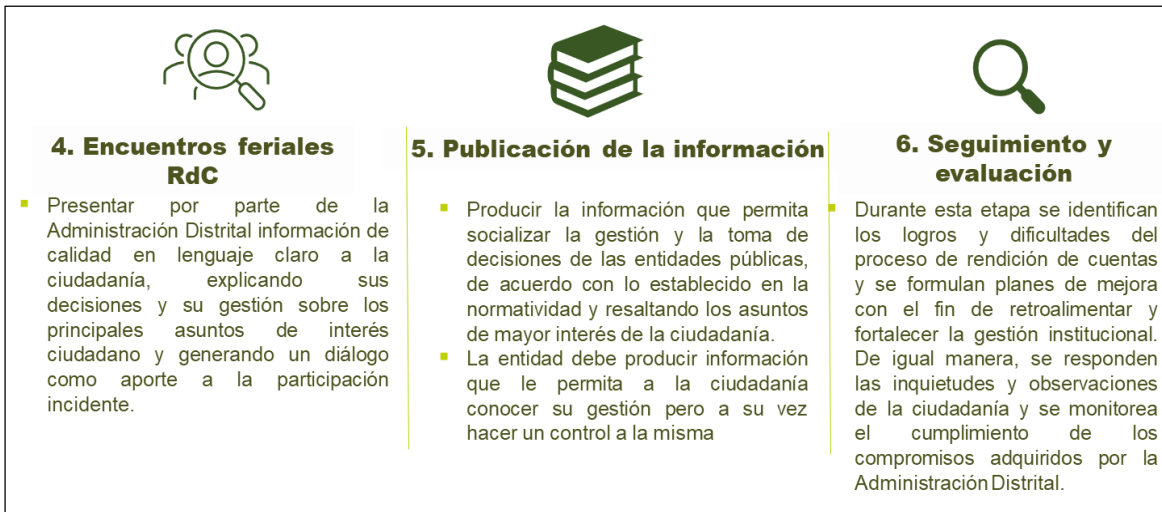 4. Encuentros feriales
RdC
▪ Presentar por parte de la
Administración Distrital información de
calidad en lenguaje claro a la
ciudadanía, explicando sus
decisiones y su gestión sobre los
principales asuntos de interés
ciudadano y generando un diálogo
como aporte a la participación
incidente.
5. Publicación de la información
▪ Producir la información que permita
socializar la gestión y la toma de
decisiones de las entidades públicas,
de acuerdo con lo establecido en la
normatividad y resaltando los asuntos
de mayor interés de la ciudadanía.
▪ La entidad debe producir información
que le permita a la ciudadanía
conocer su gestión pero a su vez
hacer un control a la misma
6. Seguimiento y
evaluación
▪ Durante esta etapa se identifican
los logros y dificultades del
proceso de rendición de cuentas
y se formulan planes de mejora
con el fin de retroalimentar y
fortalecer la gestión institucional.
De igual manera, se responden
las inquietudes y observaciones
de la ciudadanía y se monitorea
el cumplimiento de los
compromisos adquiridos por la
Administración Distrital.